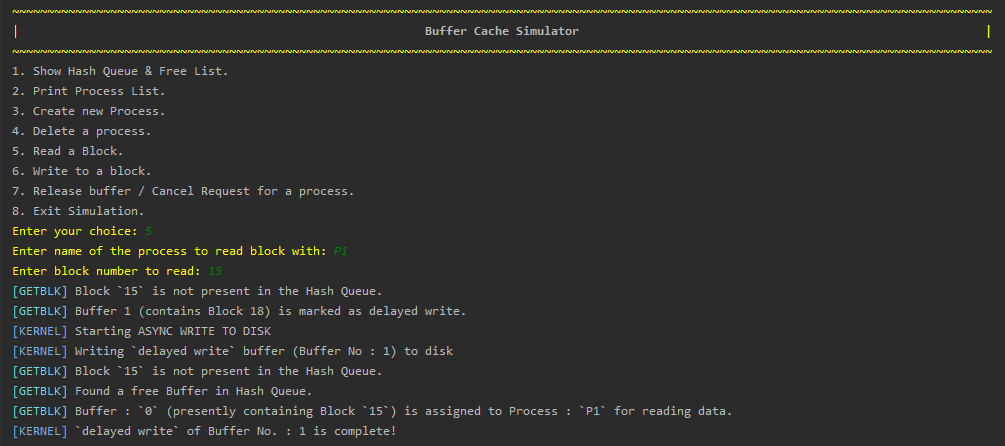 Buffer Cache Simulator
1. Show Hash Queue & Free List.
2. Print Process List.
3. Create new Process.
4. Delete a process.
5. Read a Block.
6. Write to a block.
7. Release buffer / Cancel Request for a process.
8. Exit Simulation.
Enter your choice: 5
Enter name of the process to read block with: P1
Enter block number to read: 15
[GETBLK] Block `15` is not present in the Hash Queue.
[GETBLK] Buffer 1 (contains Block 18) is marked as delayed write.
[KERNEL] Starting ASYNC WRITE TO DISK
[KERNEL] Writing `delayed write` buffer (Buffer No : 1) to disk
[GETBLK] Block `15` is not present in the Hash Queue.
[GETBLK] Found a free Buffer in Hash Queue.
[GETBLK] Buffer : `0` (presently containing Block `15`) is assigned to Process : `P1` for reading data.
[KERNEL] `delayed write` of Buffer No. : 1 is complete!